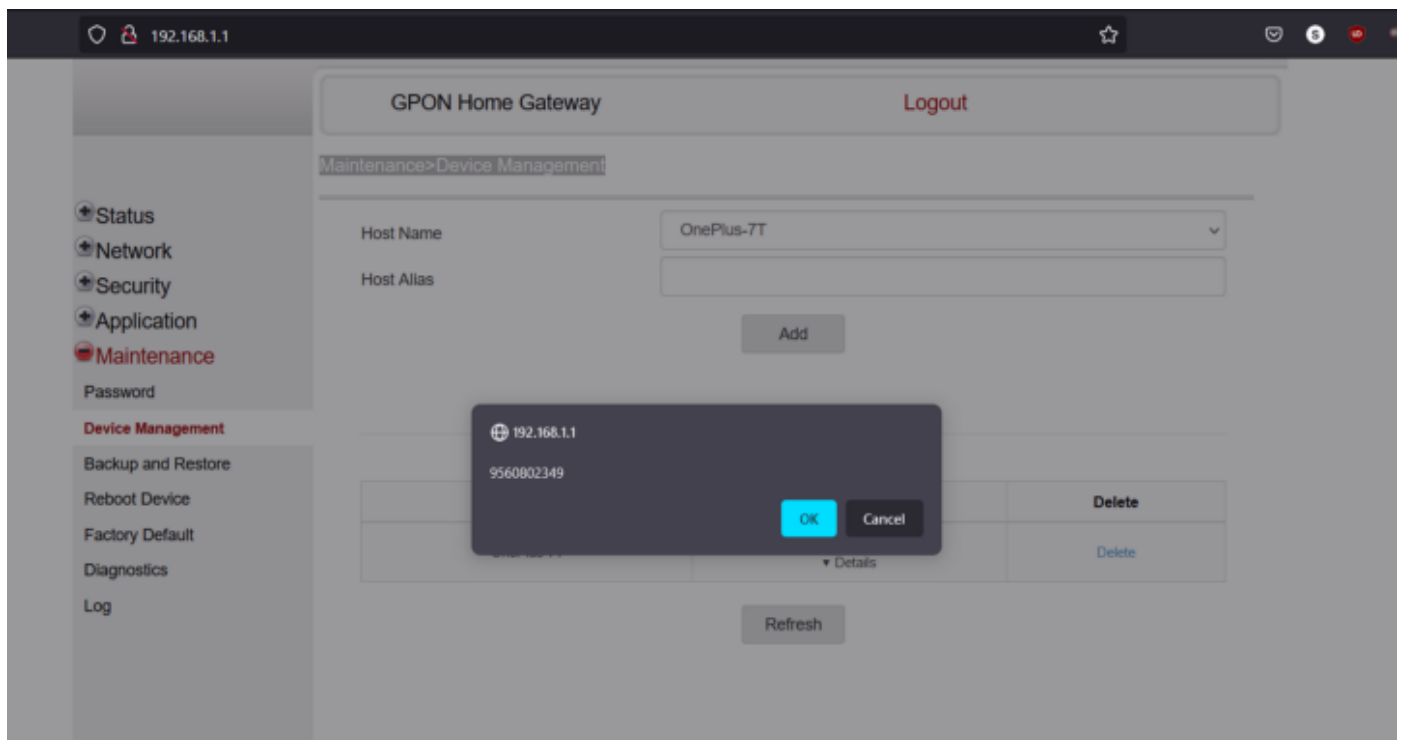 192.168.1.1
GPON Home Gateway Logout
Maintenance>Device Management
Status
Network
Security
Application
Maintenance
Password
Device Management
Backup and Restore
Reboot Device
Factory Default
Diagnostics
Log
Host Name OnePlus-7T
Host Alias
Add
192.168.1.1
9560802349
OK Cancel
Delete
▾ Details Delete
Refresh